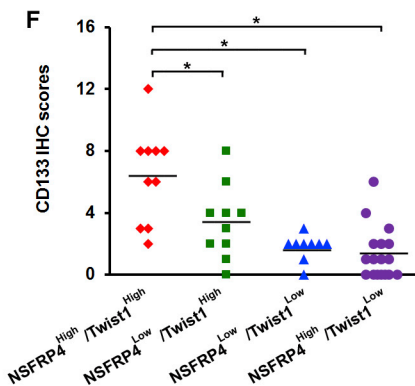 F
CD133 IHC scores
16
12
8
4
0
*
*
*
NSFRP4High/Twist1High
NSFRP4Low/Twist1High
NSFRP4Low/Twist1Low
NSFRP4High/Twist1Low